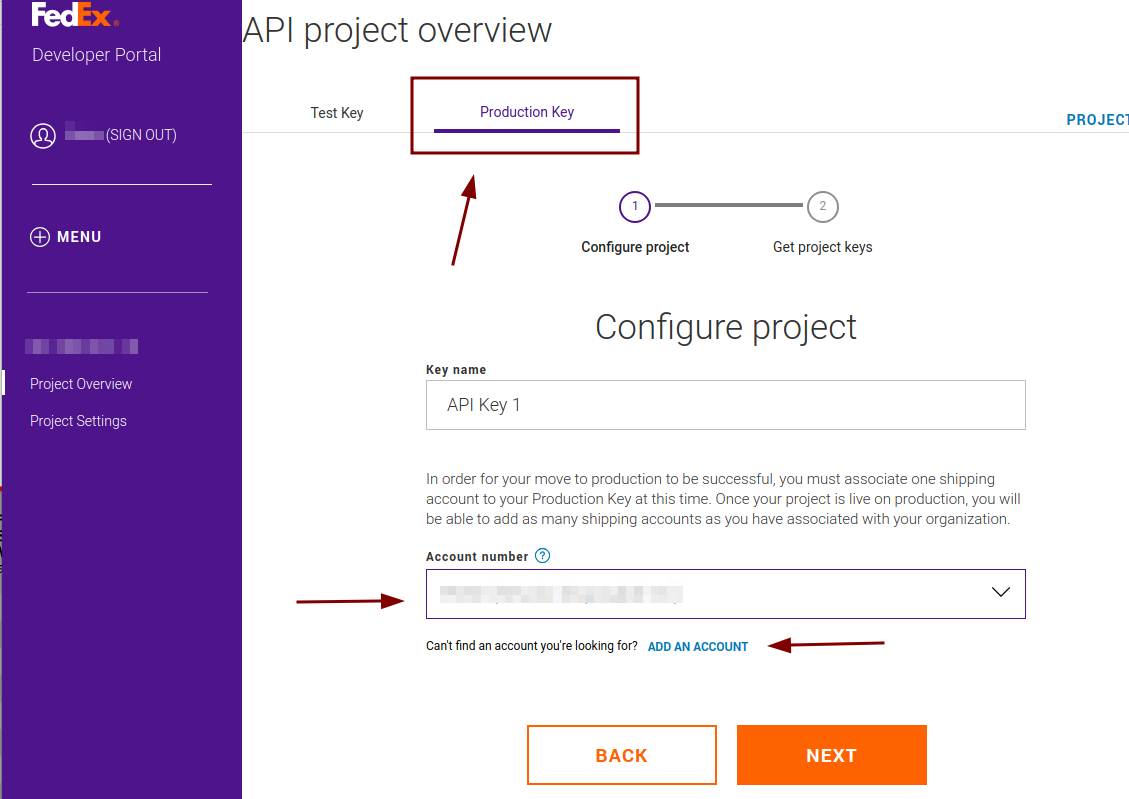 FedEx®
Developer Portal
(SIGN OUT)
MENU
Project Overview
Project Settings
API project overview
Test Key
Production Key
PROJECT
1
2
Configure project
Get project keys
Configure project
Key name
API Key 1
In order for your move to production to be successful, you must associate one shipping
account to your Production Key at this time. Once your project is live on production, you will
be able to add as many shipping accounts as you have associated with your organization.
Account number ?
Can't find an account you're looking for? ADD AN ACCOUNT
BACK
NEXT